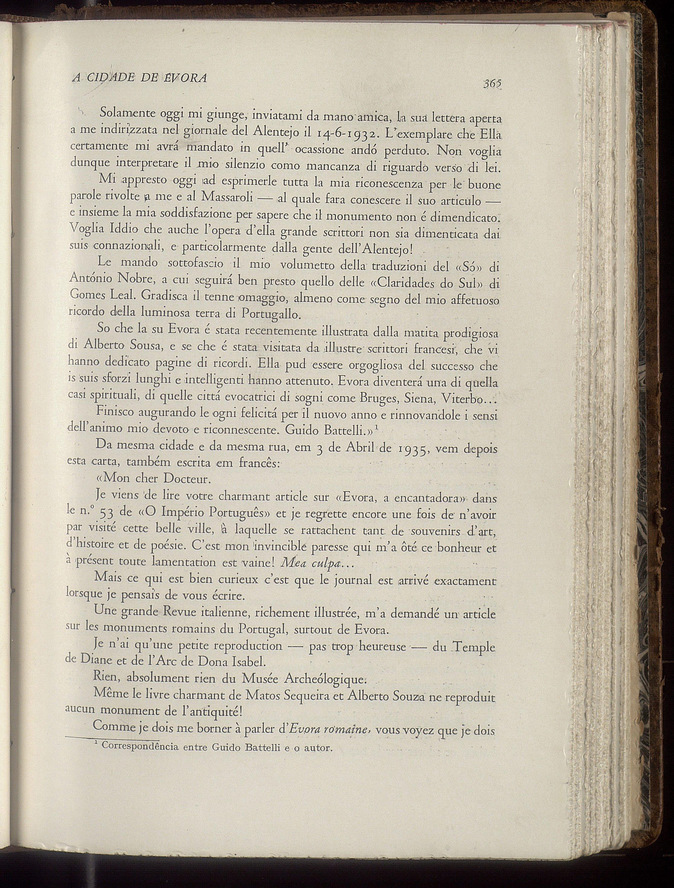 A CIDADE DE EVORA
365
Solamente oggi mi giunge, inviatami da mano amica, la sua lettera aperta
a me indirizzata nel giornale del Alentejo il 14-6-1932. L'exemplare che Ella
certamente mi avrá mandato in quell' ocassione andó perduto. Non voglia
dunque interpretare il mio silenzio come mancanza di riguardo verso di lei.
Mi appresto oggi ad esprimerle tutta la mia riconescenza per le buone
parole rivolte a me e al Massaroli — al quale fara conescere il suo articulo —
e insieme la mia soddisfazione per sapere che il monumento non é dimendicato.
Voglia Iddio che auche l'opera d'ella grande scrittori non sia dimenticata dai
suis connazionali, e particolarmente dalla gente dell'Alentejo!
Le mando sottofascio il mio volumetto della traduzioni del «Só» di
António Nobre, a cui seguirá ben presto quello delle «Claridades do Sul» di
Gomes Leal. Gradisca il tenne omaggio, almeno come segno del mio affetuoso
ricordo della luminosa terra di Portugallo.
So che la su Evora é stata recentemente illustrata dalla matita prodigiosa
di Alberto Sousa, e se che é stata visitata da illustre scrittori francesi, che vi
hanno dedicato pagine di ricordi. Ella pud essere orgogliosa del successo che
is suis sforzi lunghi e intelligenti hanno attenuto. Evora diventerá una di quella
casi spirituali, di quelle cittá evocatrici di sogni come Bruges, Siena, Viterbo...
Finisco augurando le ogni felicitá per il nuovo anno e rinnovandole i sensi
dell'animo mio devoto e riconnescente. Guido Battelli.»¹
Da mesma cidade e da mesma rua, em 3 de Abril de 1935, vem depois
esta carta, também escrita em francês:
«Mon cher Docteur.
Je viens de lire votre charmant article sur «Evora, a encantadora» dans
le n.º 53 de «O Império Português» et je regrette encore une fois de n'avoir
par visité cette belle ville, à laquelle se rattachent tant de souvenirs d'art,
d'histoire et de poésie. C'est mon invincible paresse qui m'a ôté ce bonheur et
à présent toute lamentation est vaine! Mea culpa...
Mais ce qui est bien curieux c'est que le journal est arrivé exactament
lorsque je pensais de vous écrire.
Une grande Revue italienne, richement illustrée, m'a demandé un article
sur les monuments romains du Portugal, surtout de Evora.
Je n'ai qu'une petite reproduction — pas trop heureuse — du Temple
de Diane et de l'Arc de Dona Isabel.
Rien, absolument rien du Musée Archeólogique.
Même le livre charmant de Matos Sequeira et Alberto Souza ne reproduit
aucun monument de l'antiquité!
Comme je dois me borner à parler d'Evora romaine, vous voyez que je dois
¹ Correspondência entre Guido Battelli e o autor.